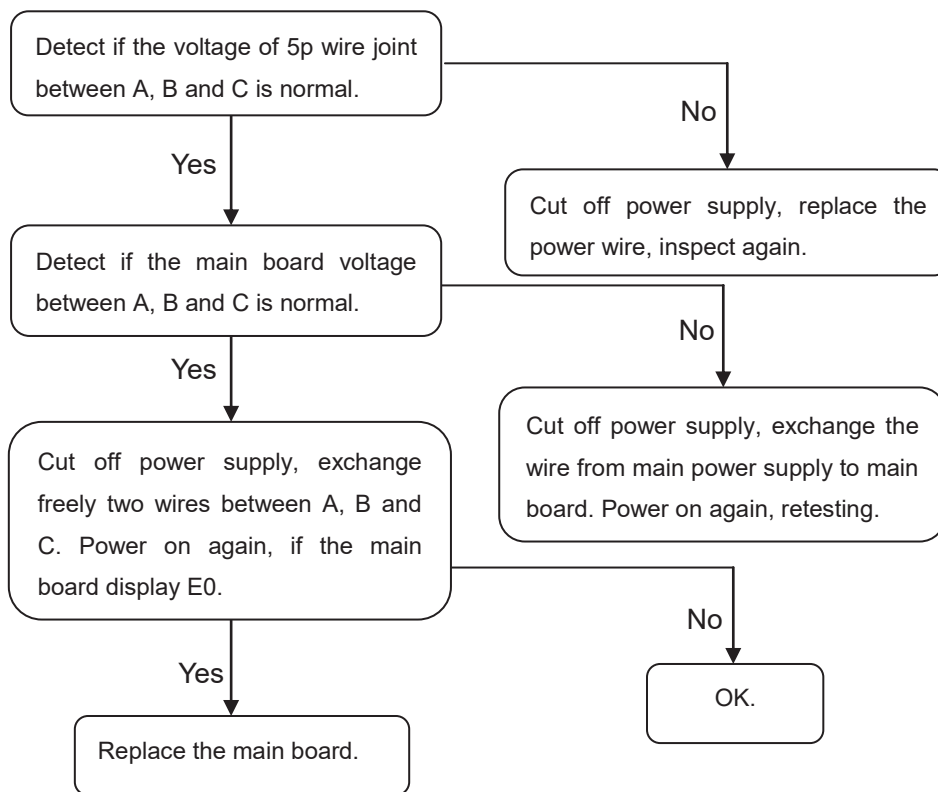 Detect if the voltage of 5p wire joint
between A, B and C is normal.
No
Yes
Cut off power supply, replace the
power wire, inspect again.
Detect if the main board voltage
between A, B and C is normal.
No
Yes
Cut off power supply, exchange the
wire from main power supply to main
board. Power on again, retesting.
Cut off power supply, exchange
freely two wires between A, B and
C. Power on again, if the main
board display E0.
No
Yes
OK.
Replace the main board.